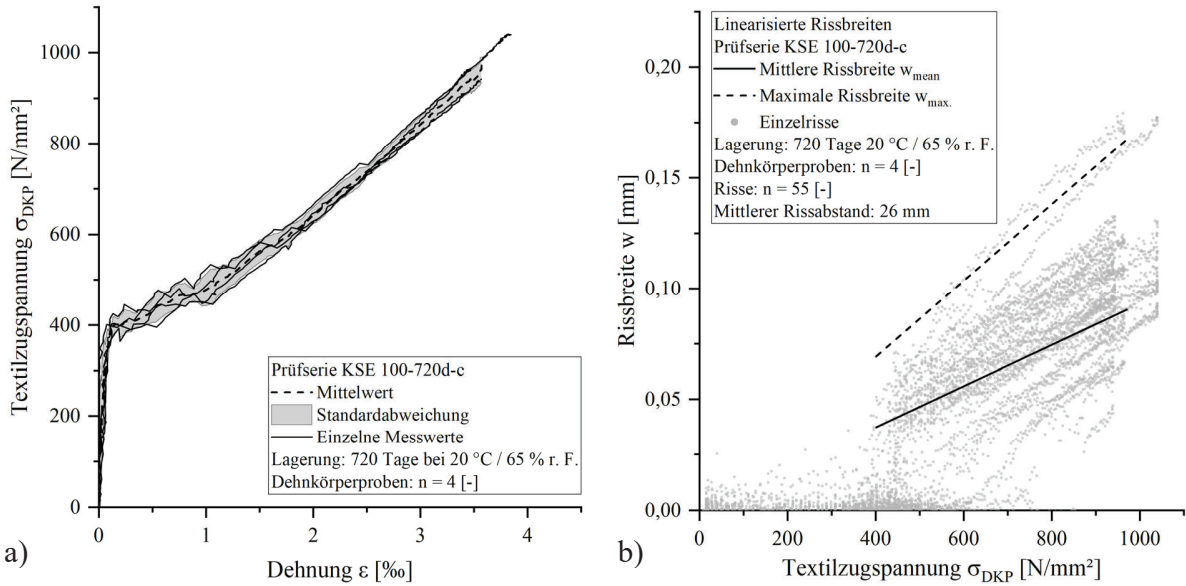 Textilzugspannung σDKP [N/mm²]
1000
800
600
400
200
0
Prüfserie KSE 100-720d-c
Mittelwert
Standardabweichung
Einzelne Messwerte
Lagerung: 720 Tage bei 20 °C / 65 % r. F.
Dehnkörperproben: n = 4 [-]
0 1 2 3 4
Dehnung ε [‰]
a)
Rissbreite w [mm]
0,20
0,15
0,10
0,05
0,00
Linearisierte Rissbreiten
Prüfserie KSE 100-720d-c
Mittlere Rissbreite wmean
Maximale Rissbreite wmax.
Einzelrisse
Lagerung: 720 Tage 20 °C / 65 % r. F.
Dehnkörperproben: n = 4 [-]
Risse: n = 55 [-]
Mittlerer Rissabstand: 26 mm
0 200 400 600 800 1000
Textilzugspannung σDKP [N/mm²]
b)